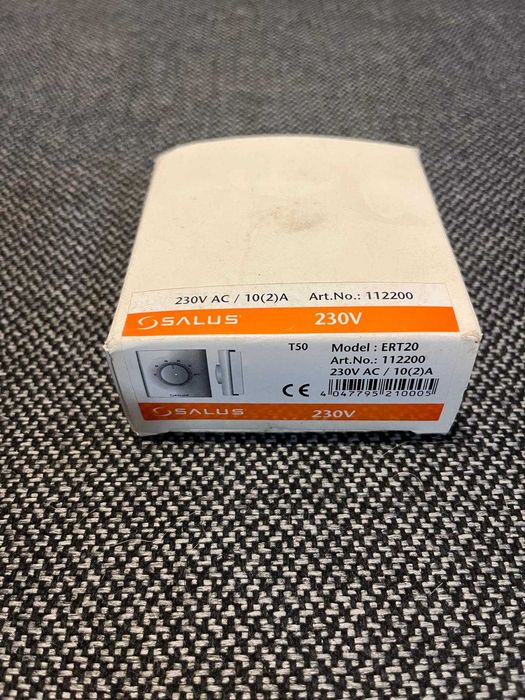 230V AC / 10(2)A Art.No.: 112200
SALUS 230V
T50 Model : ERT20
Art.No.: 112200
230V AC / 10(2)A
CE
4 047795 210005
SALUS 230V